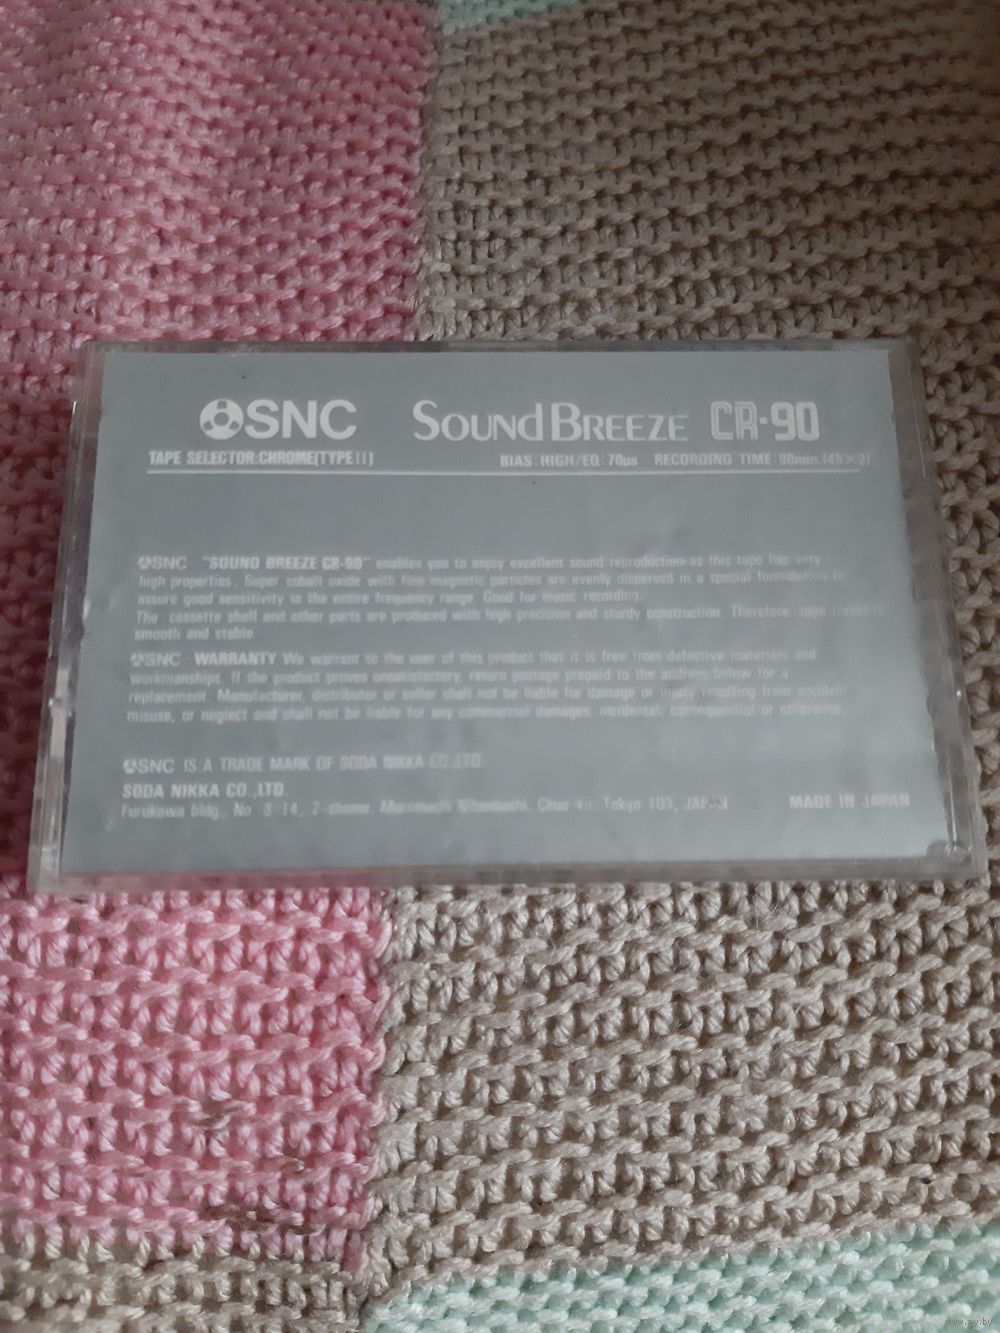 SNC SOUND BREEZE CR-90
TAPE SELECTOR:CHROME(TYPE II) BIAS:HIGH/EQ:70µs RECORDING TIME:90min.(45×2)
SNC "SOUND BREEZE CR-90" enables you to enjoy excellent sound reproduction as this tape has very
high properties. Super cobalt oxide with fine magnetic particles are evenly dispersed in a special formulation to
assure good sensitivity in the entire frequency range. Good for music recording.
The cassette shell and other parts are produced with high precision and sturdy construction. Therefore tape
smooth and stable.
SNC WARRANTY We warrant to the user of this product that it is free from defective materials and
workmanships. If the product proves unsatisfactory, return postage prepaid to the address below for a
replacement. Manufacturer, distributor or seller shall not be liable for damage or resulting from accident,
misuse, or neglect and shall not be liable for any commercial damages, incidental, consequential or otherwise.
SNC IS A TRADE MARK OF SODA NIKKA CO.,LTD.
SODA NIKKA CO.,LTD.
Furukawa bldg., No. 3-14, 2-chome, Muromachi Nihonbashi, Chuo-ku, Tokyo 103, JAPAN MADE IN JAPAN